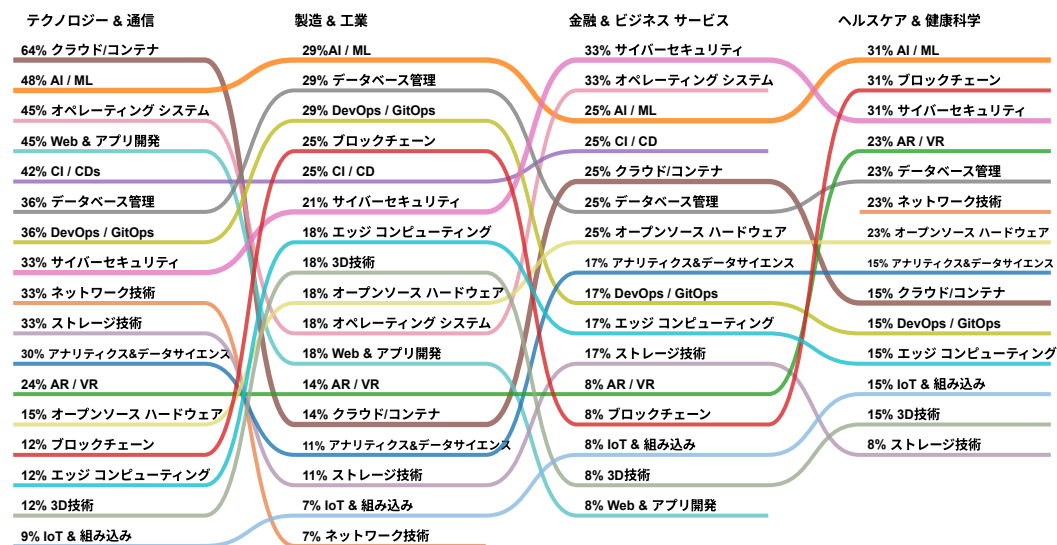 テクノロジー & 通信
64% クラウド/コンテナ
48% AI / ML
45% オペレーティング システム
45% Web & アプリ開発
42% CI / CDs
36% データベース管理
36% DevOps / GitOps
33% サイバーセキュリティ
33% ネットワーク技術
33% ストレージ技術
30% アナリティクス&データサイエンス
24% AR / VR
15% オープンソース ハードウェア
12% ブロックチェーン
12% エッジ コンピューティング
12% 3D技術
9% IoT & 組み込み
製造 & 工業
29%AI / ML
29% データベース管理
29% DevOps / GitOps
25% ブロックチェーン
25% CI / CD
21% サイバーセキュリティ
18% エッジ コンピューティング
18% 3D技術
18% オープンソース ハードウェア
18% オペレーティング システム
18% Web & アプリ開発
14% AR / VR
14% クラウド/コンテナ
11% アナリティクス&データサイエンス
11% ストレージ技術
7% IoT & 組み込み
7% ネットワーク技術
金融 & ビジネス サービス
33% サイバーセキュリティ
33% オペレーティング システム
25% AI / ML
25% CI / CD
25% クラウド/コンテナ
25% データベース管理
25% オープンソース ハードウェア
17% アナリティクス&データサイエンス
17% DevOps / GitOps
17% エッジ コンピューティング
17% ストレージ技術
8% AR / VR
8% ブロックチェーン
8% IoT & 組み込み
8% 3D技術
8% Web & アプリ開発
ヘルスケア & 健康科学
31% AI / ML
31% ブロックチェーン
31% サイバーセキュリティ
23% AR / VR
23% データベース管理
23% ネットワーク技術
23% オープンソース ハードウェア
15% アナリティクス&データサイエンス
15% クラウド/コンテナ
15% DevOps / GitOps
15% エッジ コンピューティング
15% IoT & 組み込み
15% 3D技術
8% ストレージ技術